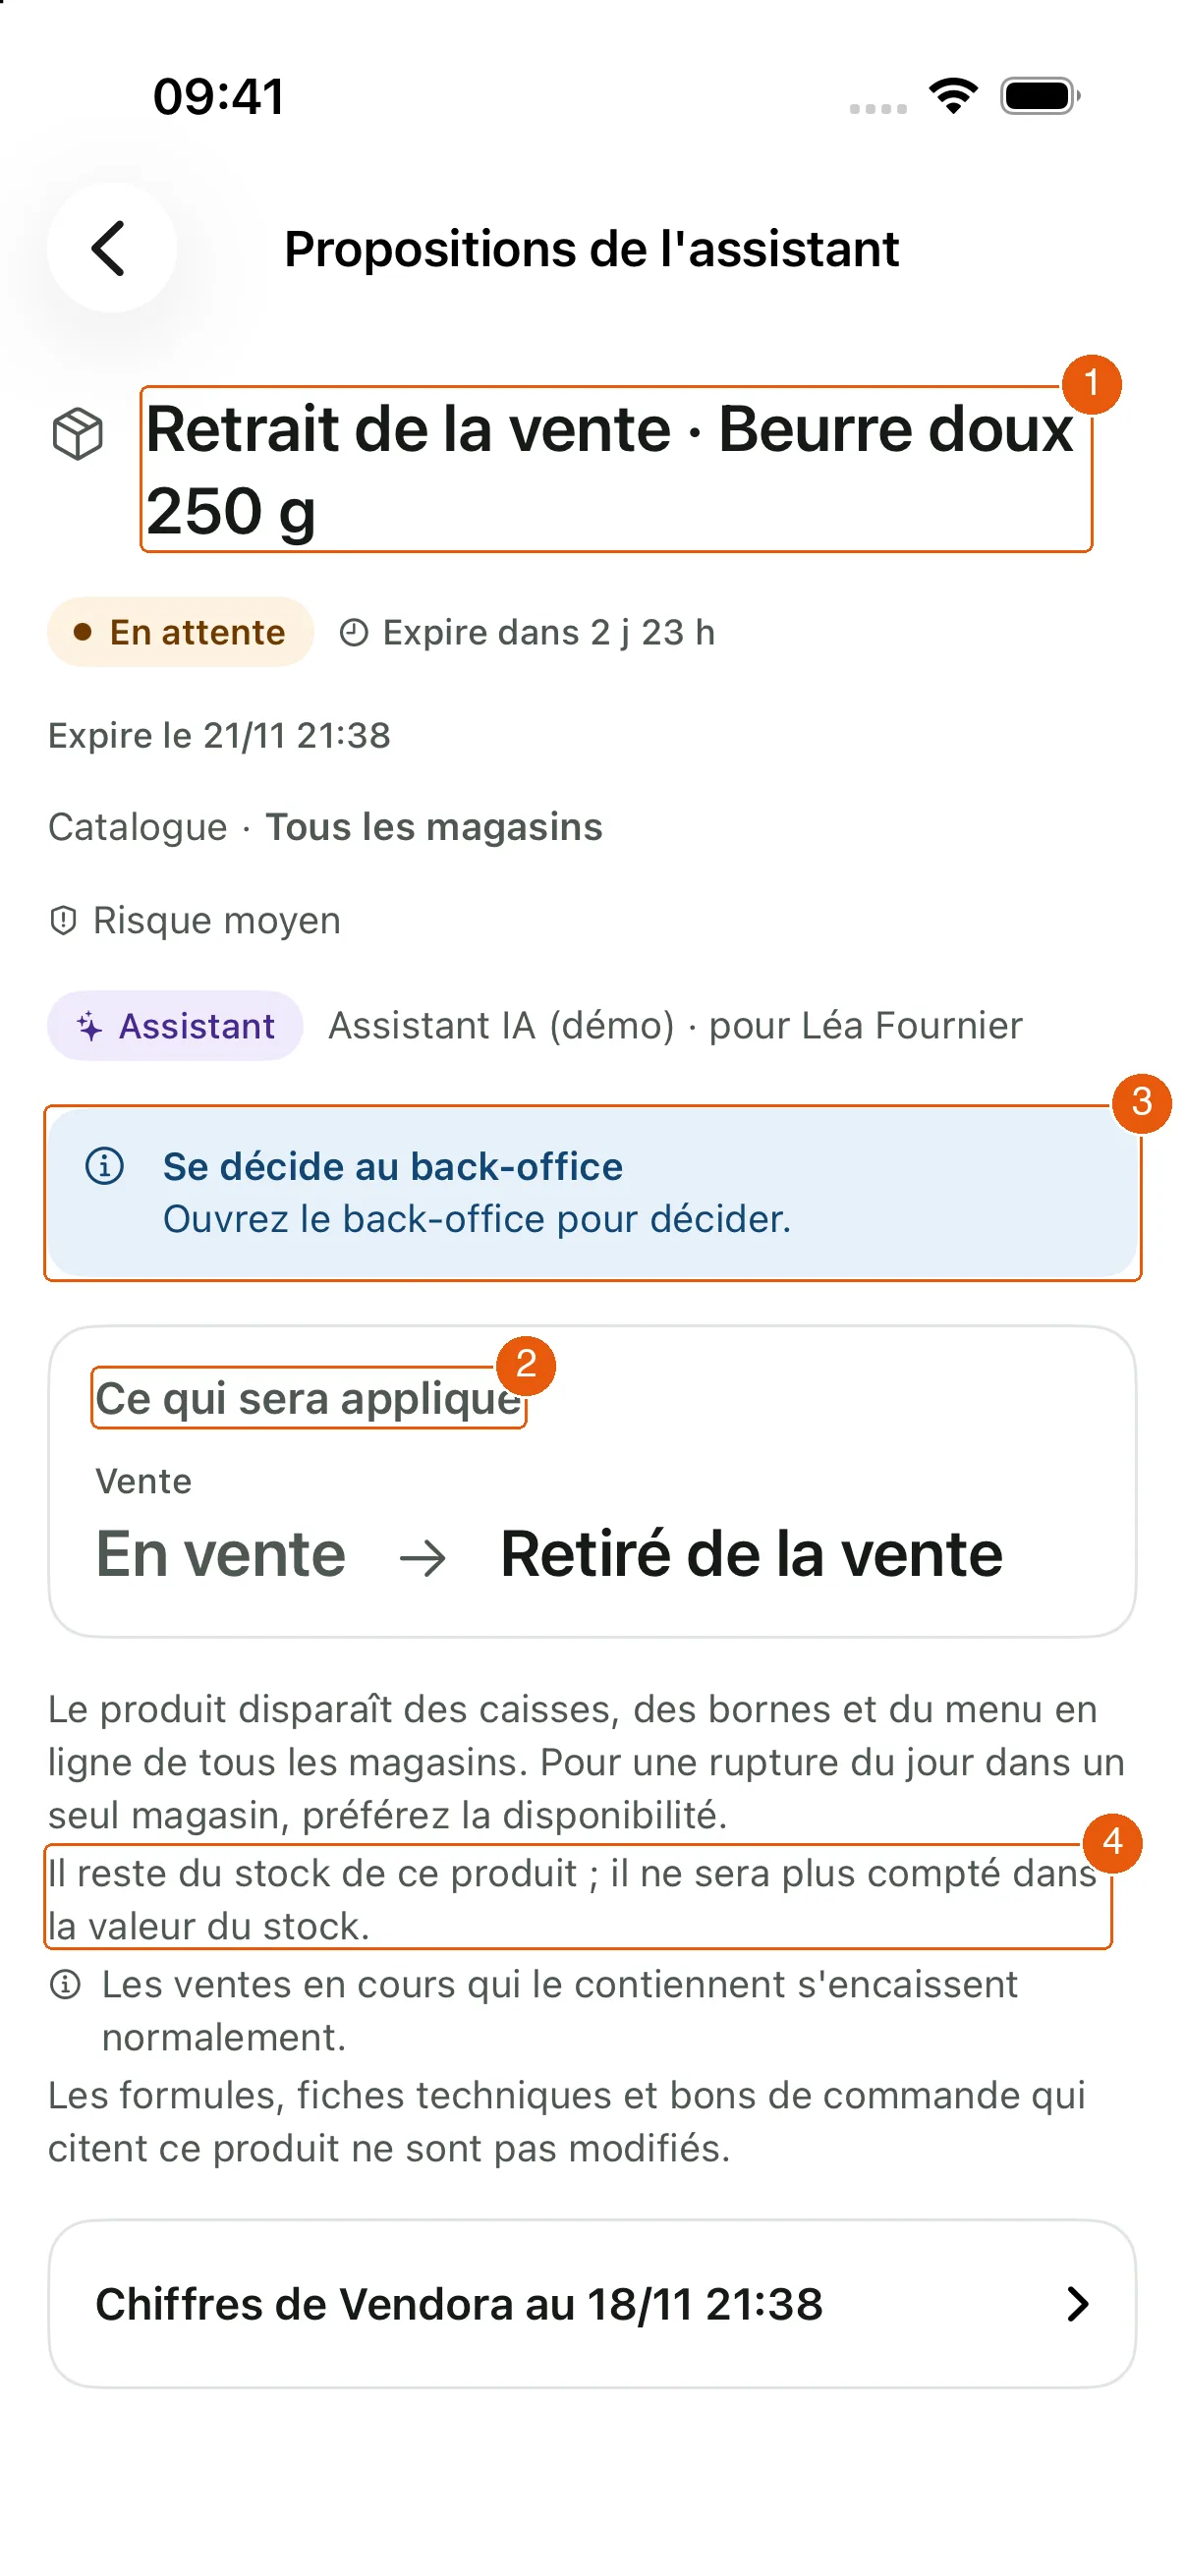 09:41
Propositions de l'assistant
1
Retrait de la vente · Beurre doux
250 g
En attente
Expire dans 2 j 23 h
Expire le 21/11 21:38
Catalogue · Tous les magasins
Risque moyen
Assistant
Assistant IA (démo) · pour Léa Fournier
3
Se décide au back-office
Ouvrez le back-office pour décider.
2
Ce qui sera appliqué
Vente
En vente → Retiré de la vente
Le produit disparaît des caisses, des bornes et du menu en
ligne de tous les magasins. Pour une rupture du jour dans un
seul magasin, préférez la disponibilité.
4
Il reste du stock de ce produit ; il ne sera plus compté dans
la valeur du stock.
Les ventes en cours qui le contiennent s'encaissent
normalement.
Les formules, fiches techniques et bons de commande qui
citent ce produit ne sont pas modifiés.
Chiffres de Vendora au 18/11 21:38